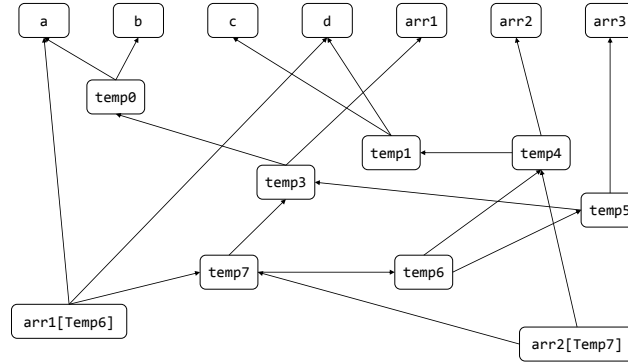 a
b
c
d
arr1
arr2
arr3
temp0
temp1
temp4
temp3
temp5
temp7
temp6
arr1[Temp6]
arr2[Temp7]